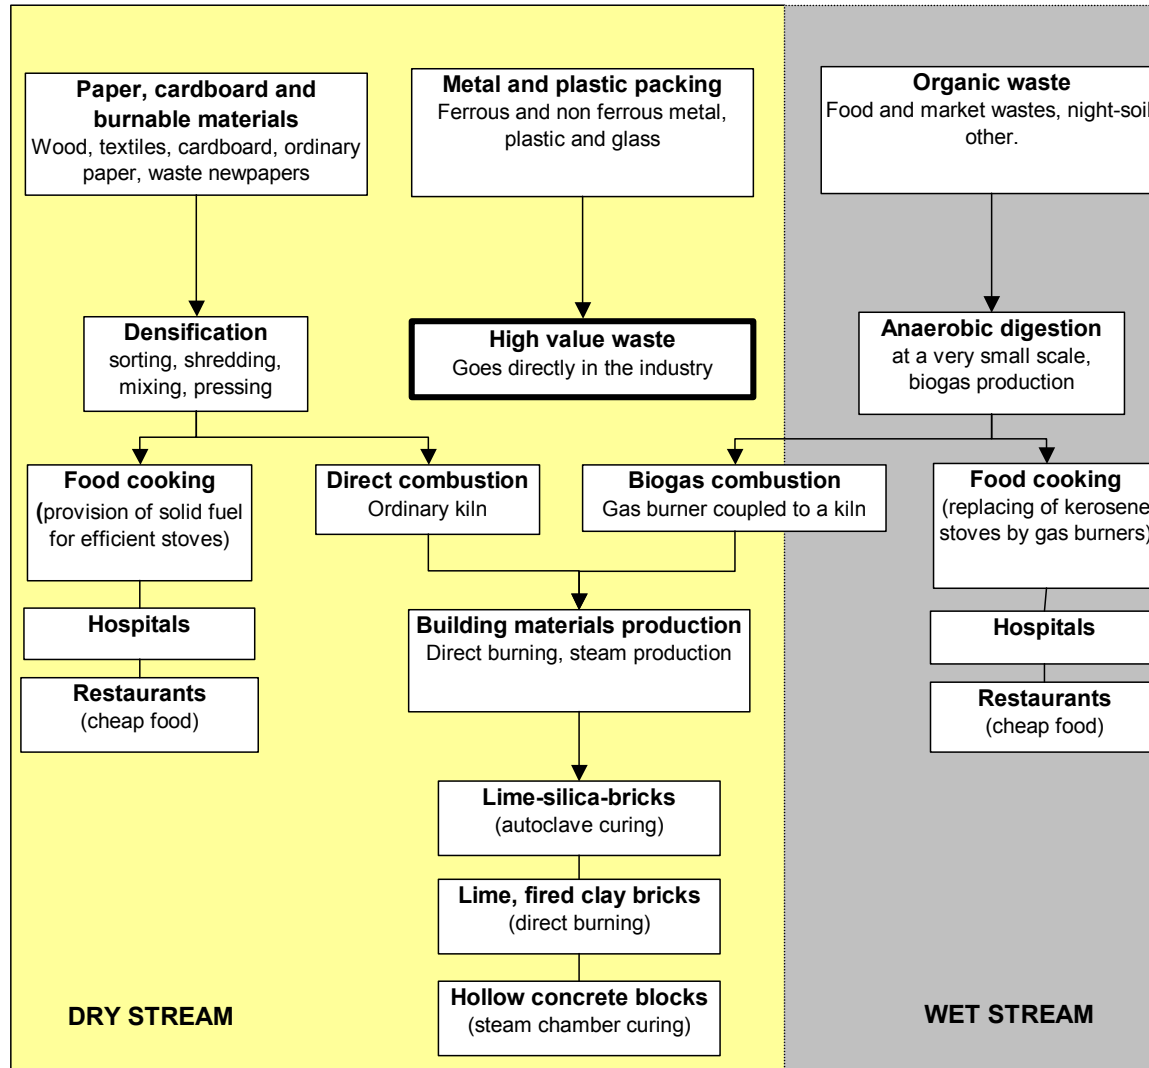 Paper, cardboard and
burnable materials
Wood, textiles, cardboard, ordinary
paper, waste newpapers
Metal and plastic packing
Ferrous and non ferrous metal,
plastic and glass
Organic waste
Food and market wastes, night-soil
other.
Densification
sorting, shredding,
mixing, pressing
High value waste
Goes directly in the industry
Anaerobic digestion
at a very small scale,
biogas production
Food cooking
(provision of solid fuel
for efficient stoves)
Direct combustion
Ordinary kiln
Biogas combustion
Gas burner coupled to a kiln
Food cooking
(replacing of kerosene
stoves by gas burners)
Hospitals
Restaurants
(cheap food)
Building materials production
Direct burning, steam production
Hospitals
Restaurants
(cheap food)
Lime-silica-bricks
(autoclave curing)
Lime, fired clay bricks
(direct burning)
Hollow concrete blocks
(steam chamber curing)
DRY STREAM
WET STREAM